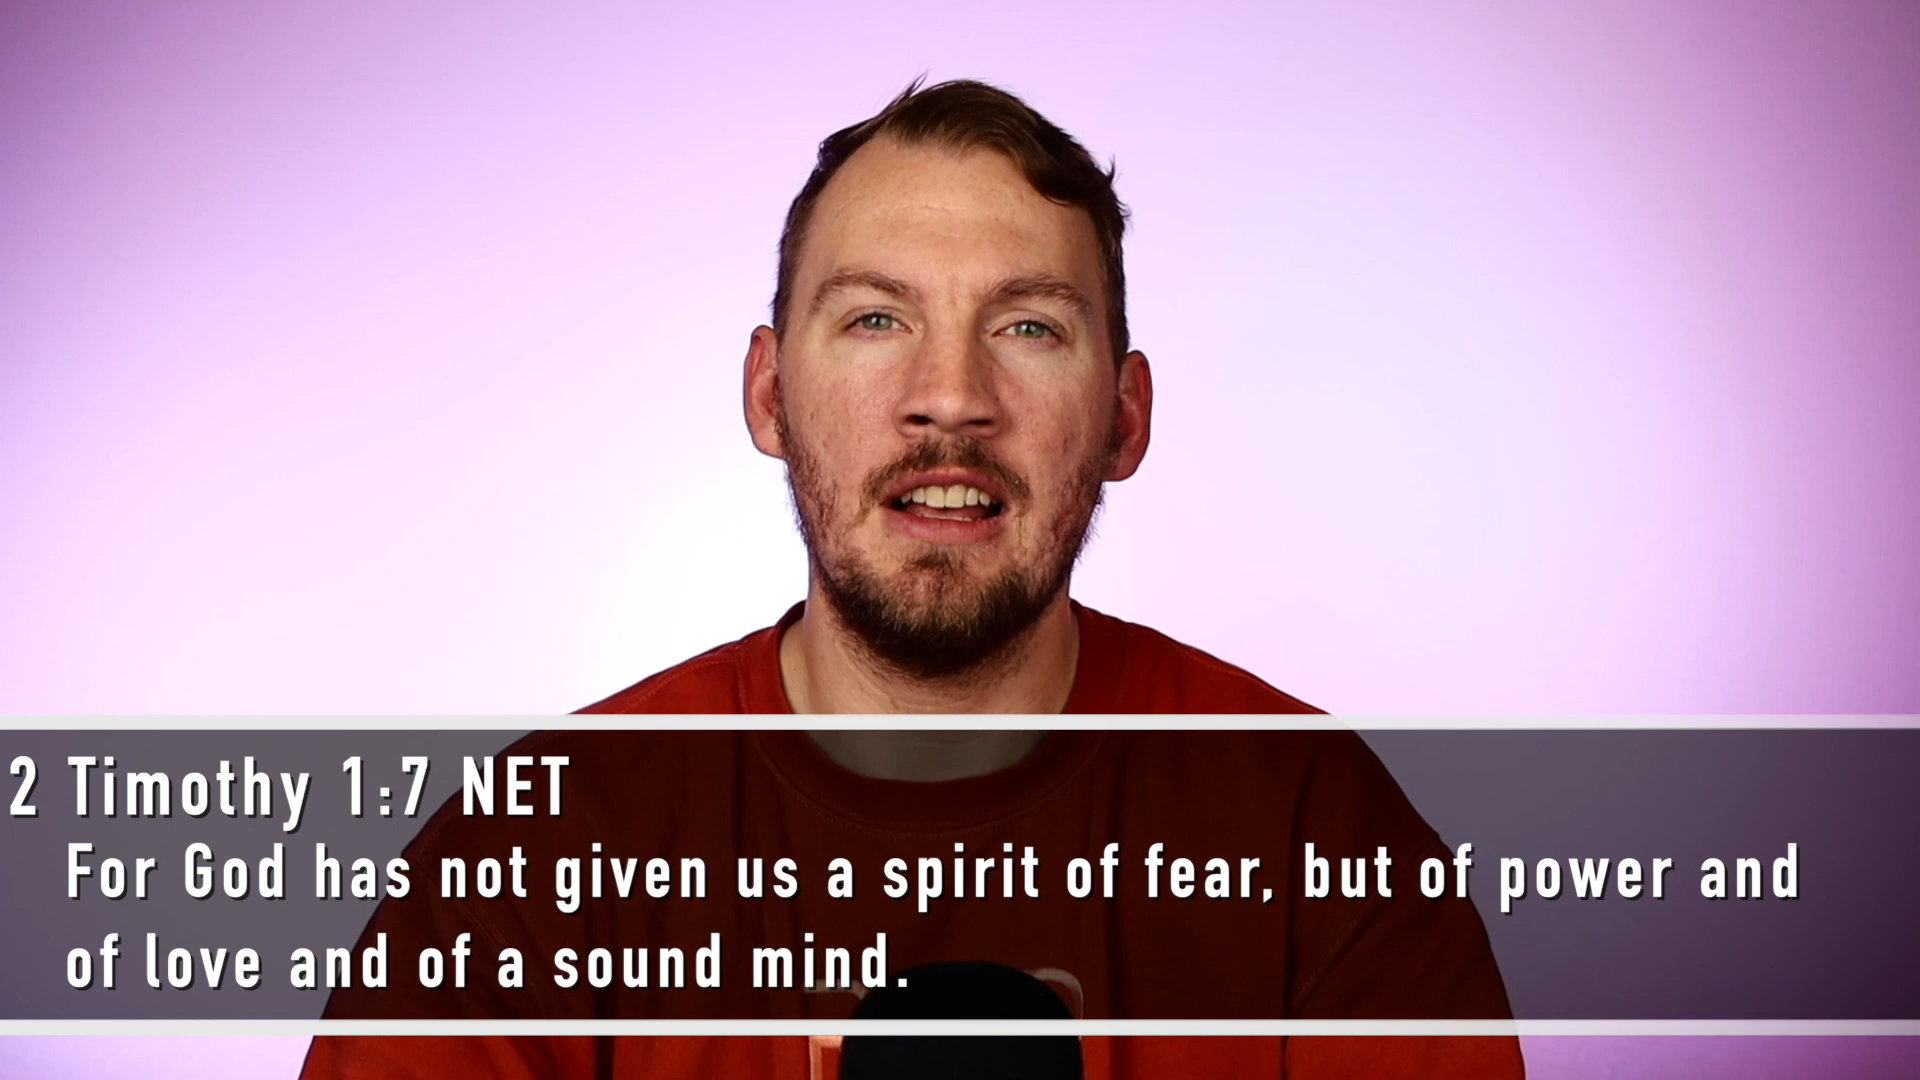 2 Timothy 1:7 NET
For God has not given us a spirit of fear, but of power and
of love and of a sound mind.